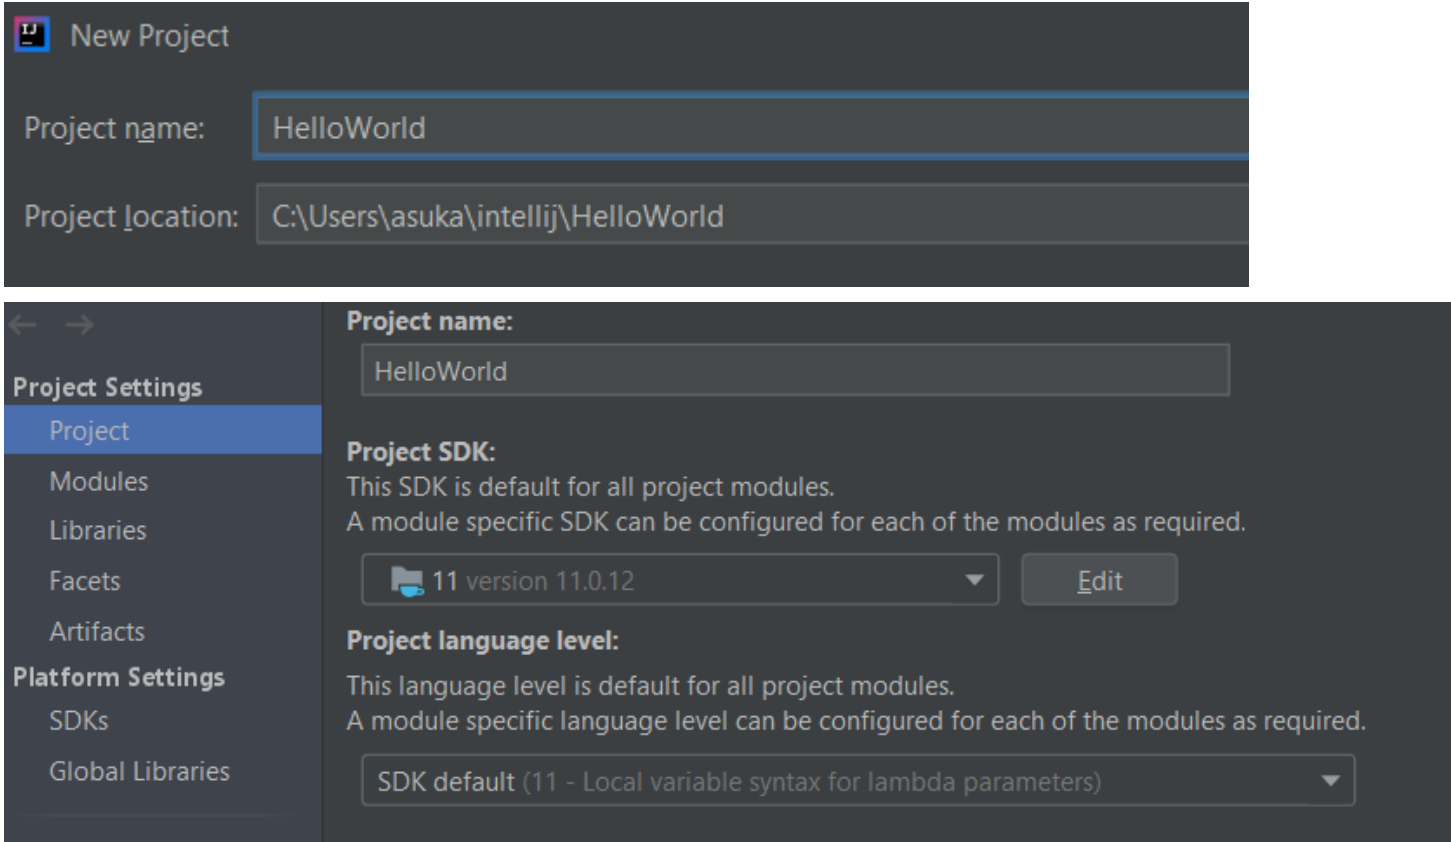 IJ
New Project
Project name: HelloWorld
Project location: C:\Users\asuka\intellij\HelloWorld
Project Settings
Project
Modules
Libraries
Facets
Artifacts
Platform Settings
SDKs
Global Libraries
Project name:
HelloWorld
Project SDK:
This SDK is default for all project modules.
A module specific SDK can be configured for each of the modules as required.
11 version 11.0.12
Edit
Project language level:
This language level is default for all project modules.
A module specific language level can be configured for each of the modules as required.
SDK default (11 - Local variable syntax for lambda parameters)